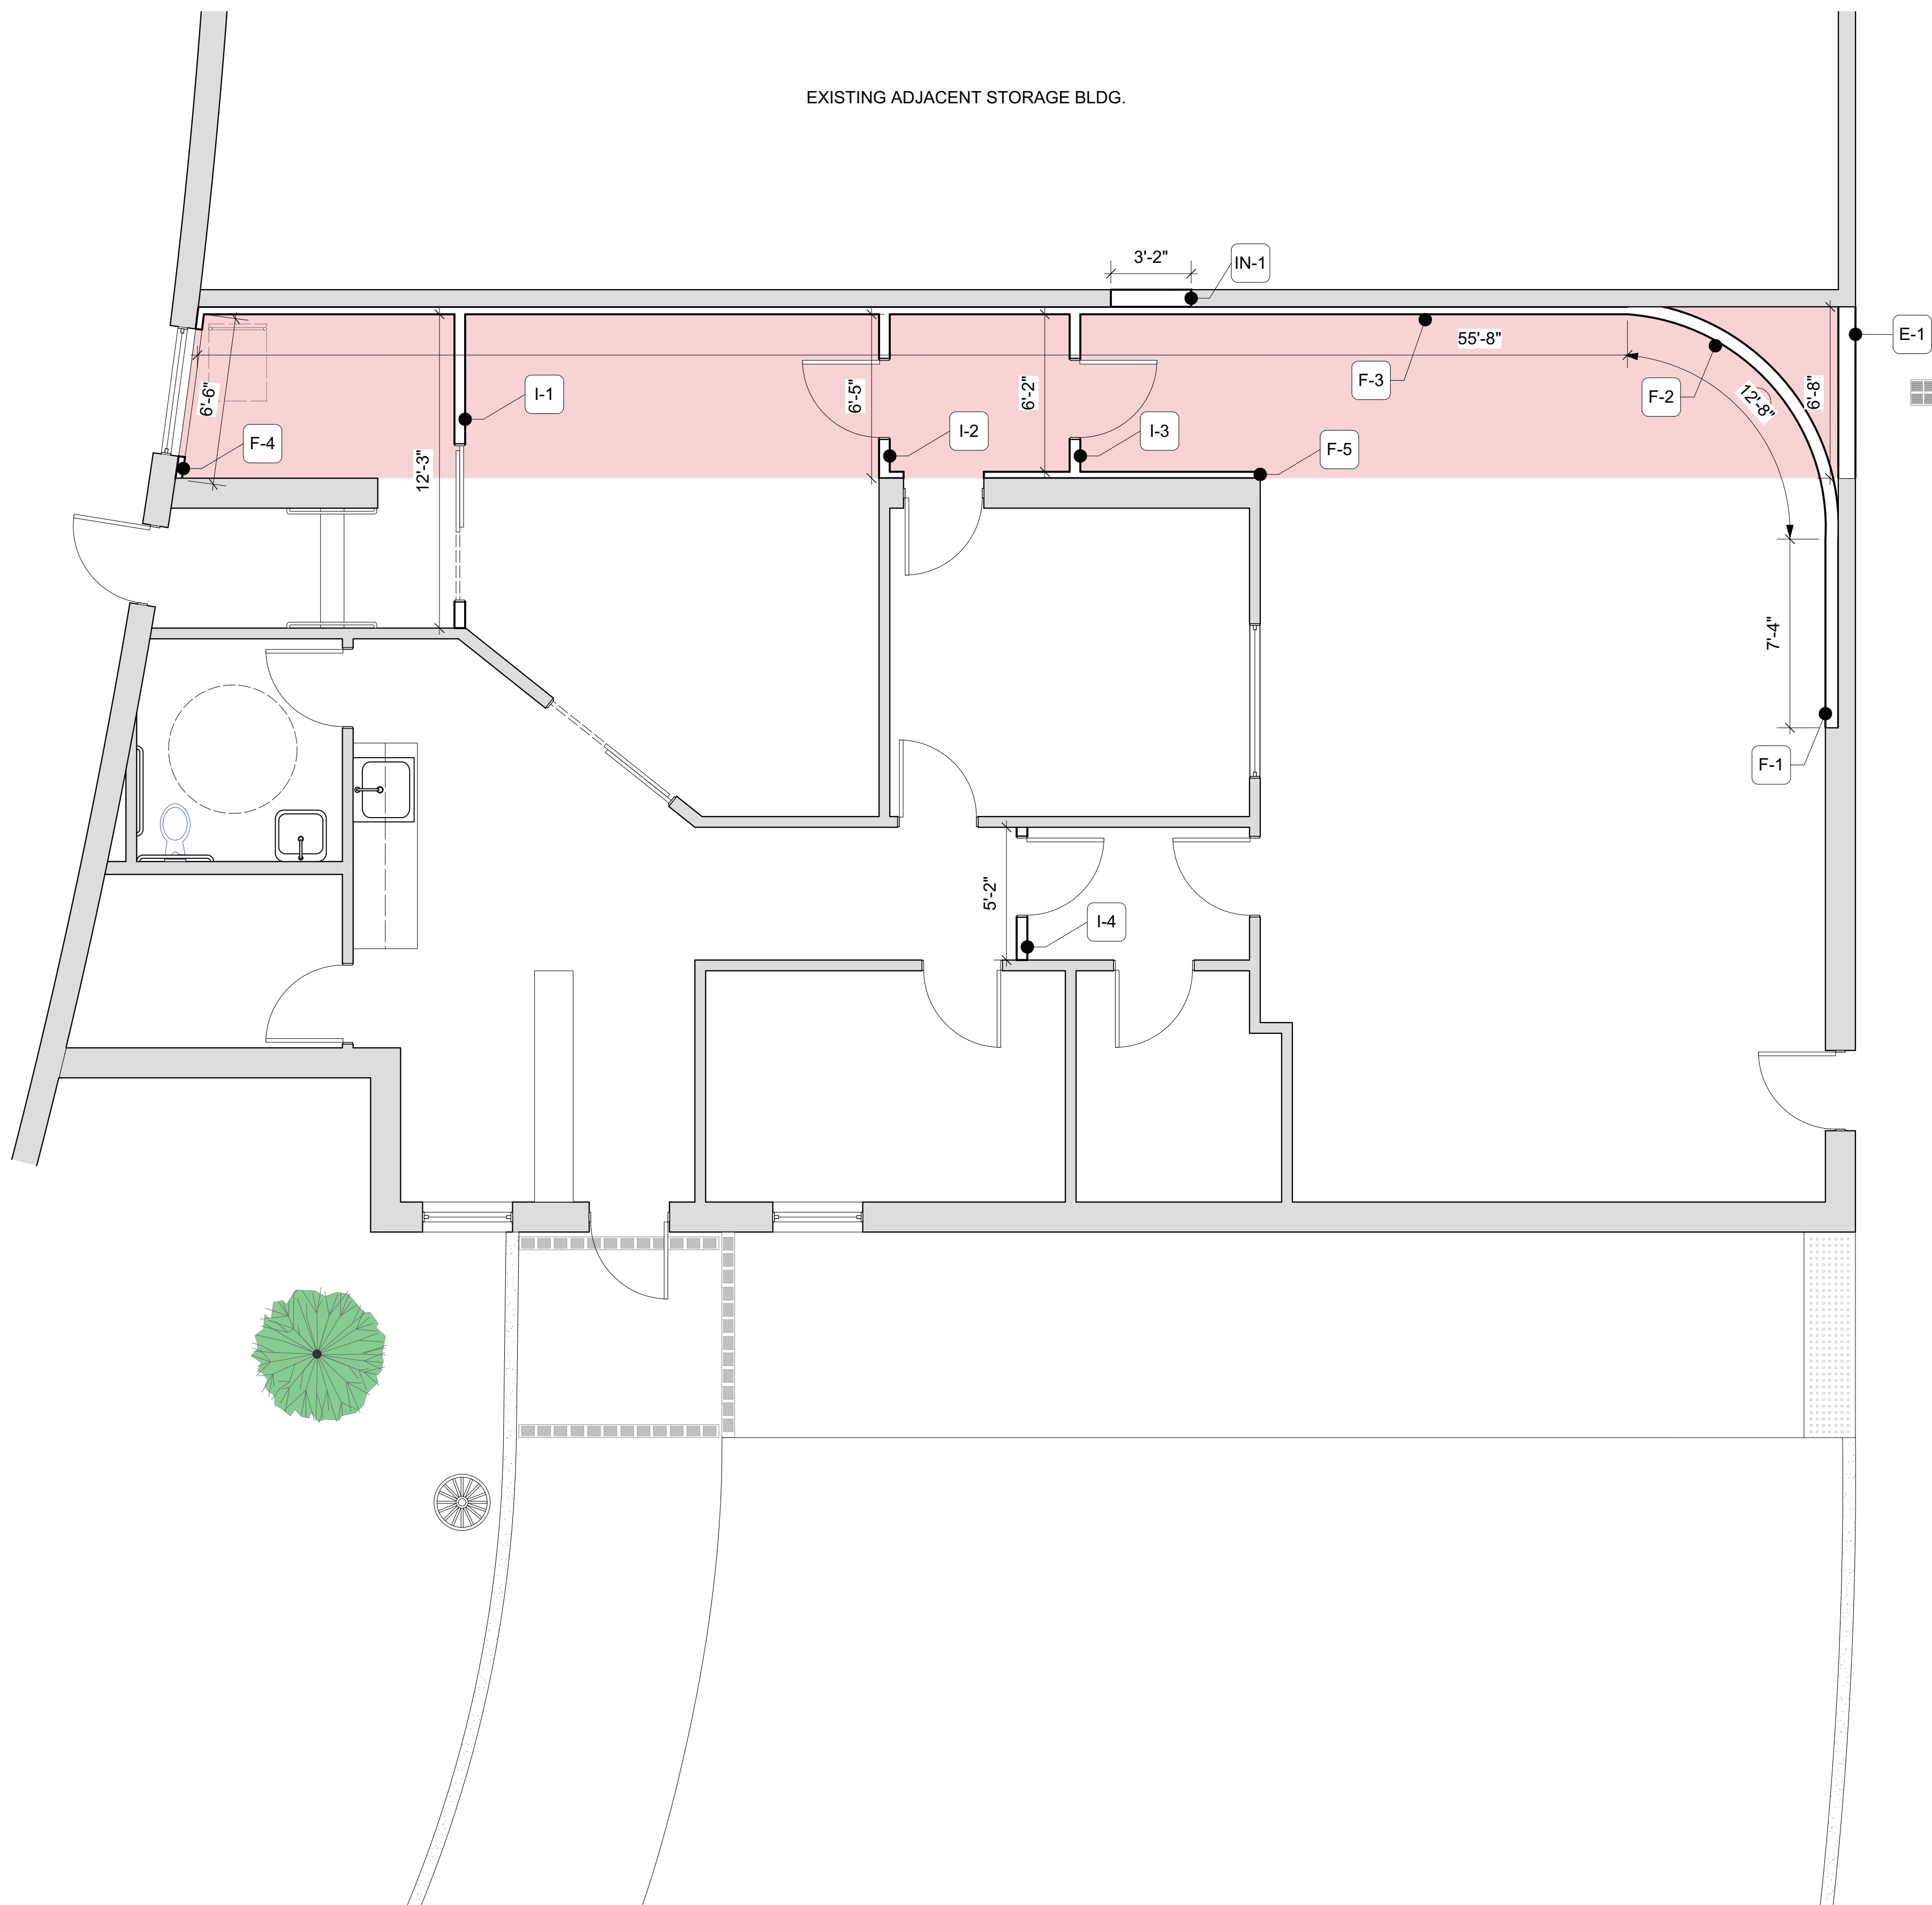 EXISTING ADJACENT STORAGE BLDG.
3'-2"
IN-1
E-1
55'-8"
F-3
F-2
12'-8"
6'-8"
6'-6"
I-1
6'-5"
6'-2"
F-4
12'-3"
I-2
I-3
F-5
7'-4"
F-1
5'-2"
I-4